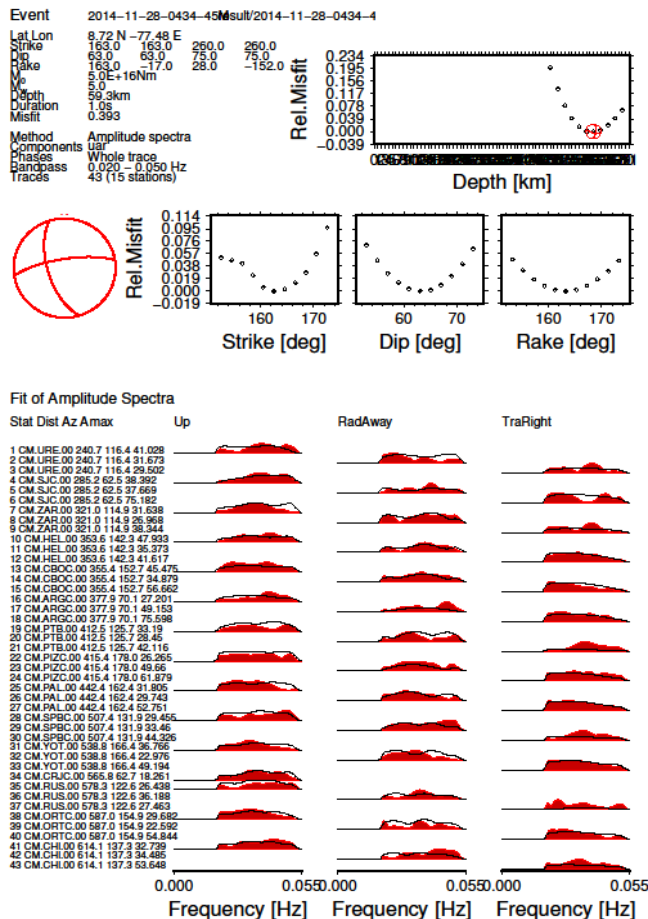 Event 2014-11-28-0434-45
Lat Lon 8.72 N -77.48 E
Strike 163.0 163.0 260.0 260.0
Dip 63.0 63.0 75.0 75.0
Rake 163.0 -17.0 28.0 -152.0
M0 5.0E+16Nm
Mw 5.0
Depth 59.3km
Duration 1.0s
Misfit 0.393
Method Amplitude spectra
Components uar
Phases Whole trace
Bandpass 0.020 – 0.050 Hz
Traces 43 (15 stations)
Rel.Misfit
0.234
0.195
0.156
0.117
0.078
0.039
0.000
−0.039
Depth [km]
Rel.Misfit
0.114
0.095
0.076
0.057
0.038
0.019
0.000
−0.019
160 170
Strike [deg]
60 70
Dip [deg]
160 170
Rake [deg]
Fit of Amplitude Spectra
Stat Dist Az Amax Up RadAway TraRight
1 CM.URE.00 240.7 116.4 41.028
2 CM.URE.00 240.7 116.4 31.673
3 CM.URE.00 240.7 116.4 29.502
4 CM.SJC.00 285.2 62.5 38.392
5 CM.SJC.00 285.2 62.5 37.669
6 CM.SJC.00 285.2 62.5 75.182
7 CM.ZAR.00 321.0 114.9 31.638
8 CM.ZAR.00 321.0 114.9 26.968
9 CM.ZAR.00 321.0 114.9 38.344
10 CM.HEL.00 353.6 142.3 47.933
11 CM.HEL.00 353.6 142.3 35.373
12 CM.HEL.00 353.6 142.3 41.617
13 CM.CBOC.00 355.4 152.7 45.475
14 CM.CBOC.00 355.4 152.7 34.879
15 CM.CBOC.00 355.4 152.7 56.662
16 CM.ARGC.00 377.9 70.1 27.201
17 CM.ARGC.00 377.9 70.1 49.153
18 CM.ARGC.00 377.9 70.1 75.598
19 CM.PTB.00 412.5 125.7 33.19
20 CM.PTB.00 412.5 125.7 28.45
21 CM.PTB.00 412.5 125.7 42.116
22 CM.PIZC.00 415.4 178.0 26.265
23 CM.PIZC.00 415.4 178.0 49.66
24 CM.PIZC.00 415.4 178.0 61.879
25 CM.PAL.00 442.4 162.4 31.805
26 CM.PAL.00 442.4 162.4 29.743
27 CM.PAL.00 442.4 162.4 52.751
28 CM.SPBC.00 507.4 131.9 29.455
29 CM.SPBC.00 507.4 131.9 33.46
30 CM.SPBC.00 507.4 131.9 44.326
31 CM.YOT.00 538.8 166.4 36.766
32 CM.YOT.00 538.8 166.4 22.976
33 CM.YOT.00 538.8 166.4 49.194
34 CM.CRJC.00 565.8 62.7 18.261
35 CM.RUS.00 578.3 122.6 26.438
36 CM.RUS.00 578.3 122.6 36.188
37 CM.RUS.00 578.3 122.6 27.463
38 CM.ORTC.00 587.0 154.9 29.682
39 CM.ORTC.00 587.0 154.9 22.592
40 CM.ORTC.00 587.0 154.9 54.844
41 CM.CHI.00 614.1 137.3 32.739
42 CM.CHI.00 614.1 137.3 34.485
43 CM.CHI.00 614.1 137.3 53.648
0.000 0.055 0.000 0.055 0.000 0.055
Frequency [Hz] Frequency [Hz] Frequency [Hz]